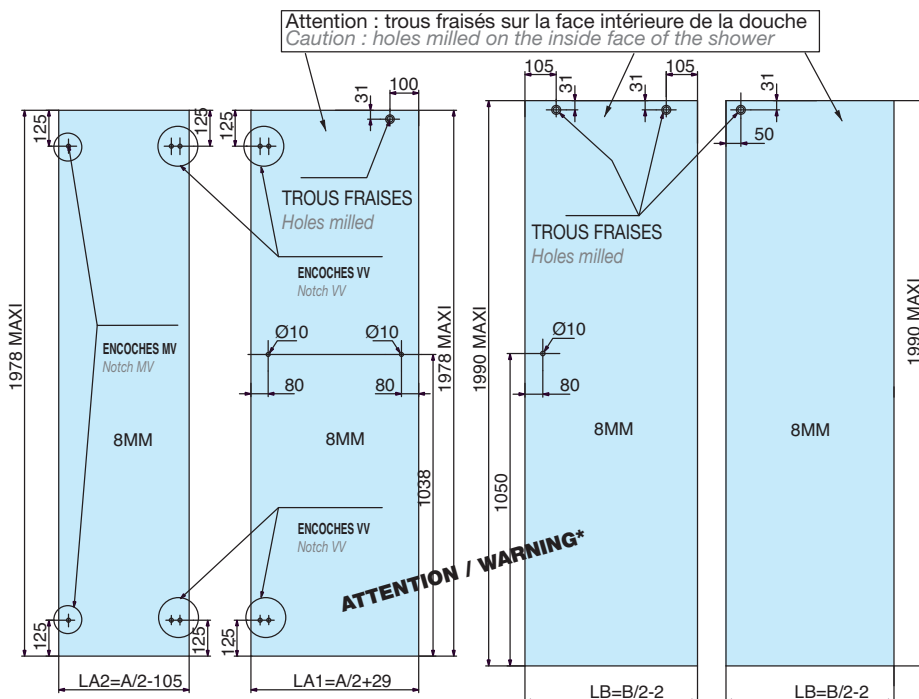 Attention : trous fraisés sur la face intérieure de la douche
Caution : holes milled on the inside face of the shower
100
105
105
31
31
31
31
50
125
125
125
TROUS FRAISES
Holes milled
TROUS FRAISES
Holes milled
ENCOCHES VV
Notch VV
1978 MAXI
ENCOCHES MV
Notch MV
Ø10
Ø10
80
80
1978 MAXI
1990 MAXI
Ø10
80
1990 MAXI
8MM
8MM
8MM
8MM
1038
1050
ENCOCHES VV
Notch VV
ATTENTION / WARNING*
125
125
125
LA2=A/2-105
LA1=A/2+29
LB=B/2-2
LB=B/2-2